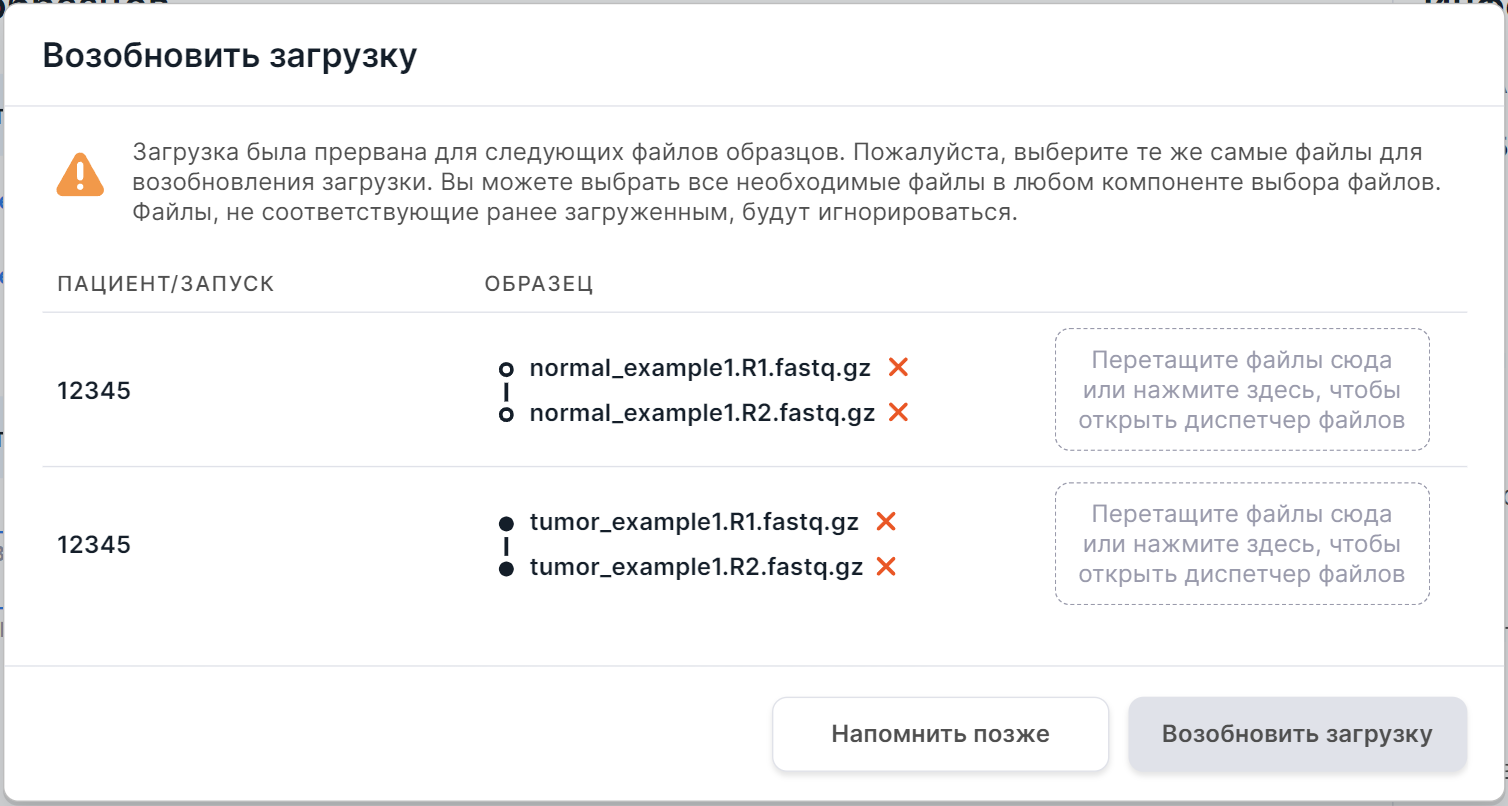 Возобновить загрузку
Загрузка была прервана для следующих файлов образцов. Пожалуйста, выберите те же самые файлы для
возобновления загрузки. Вы можете выбрать все необходимые файлы в любом компоненте выбора файлов.
Файлы, не соответствующие ранее загруженным, будут игнорироваться.
ПАЦИЕНТ/ЗАПУСК ОБРАЗЕЦ
12345
normal_example1.R1.fastq.gz
normal_example1.R2.fastq.gz
Перетащите файлы сюда
или нажмите здесь, чтобы
открыть диспетчер файлов
12345
tumor_example1.R1.fastq.gz
tumor_example1.R2.fastq.gz
Перетащите файлы сюда
или нажмите здесь, чтобы
открыть диспетчер файлов
Напомнить позже
Возобновить загрузку